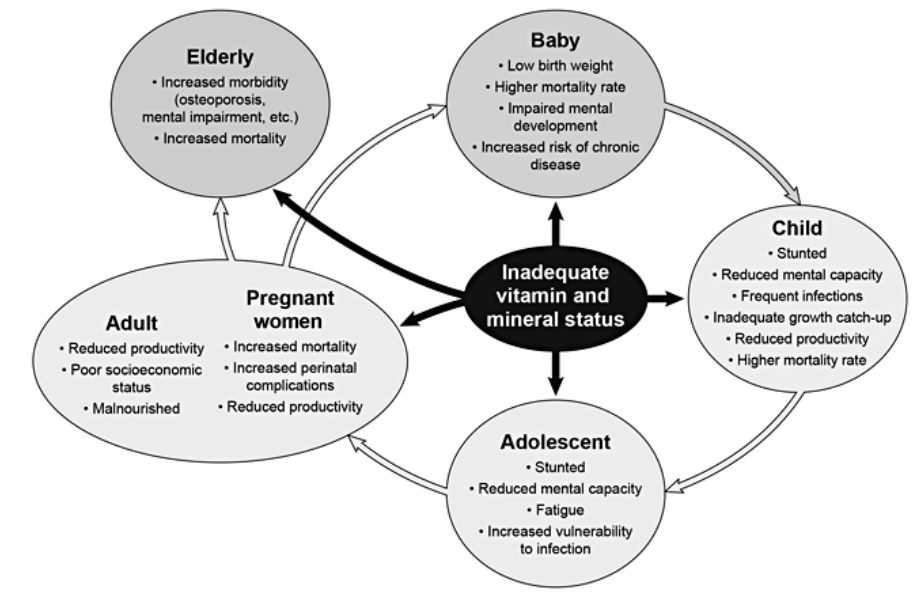 Elderly
• Increased morbidity
(osteoporosis,
mental impairment, etc.)
• Increased mortality
Baby
• Low birth weight
• Higher mortality rate
• Impaired mental
development
• Increased risk of chronic
disease
Child
• Stunted
• Reduced mental capacity
• Frequent infections
• Inadequate growth catch-up
• Reduced productivity
• Higher mortality rate
Inadequate
vitamin and
mineral status
Adult
• Reduced productivity
• Poor socioeconomic
status
• Malnourished
Pregnant
women
• Increased mortality
• Increased perinatal
complications
• Reduced productivity
Adolescent
• Stunted
• Reduced mental capacity
• Fatigue
• Increased vulnerability
to infection